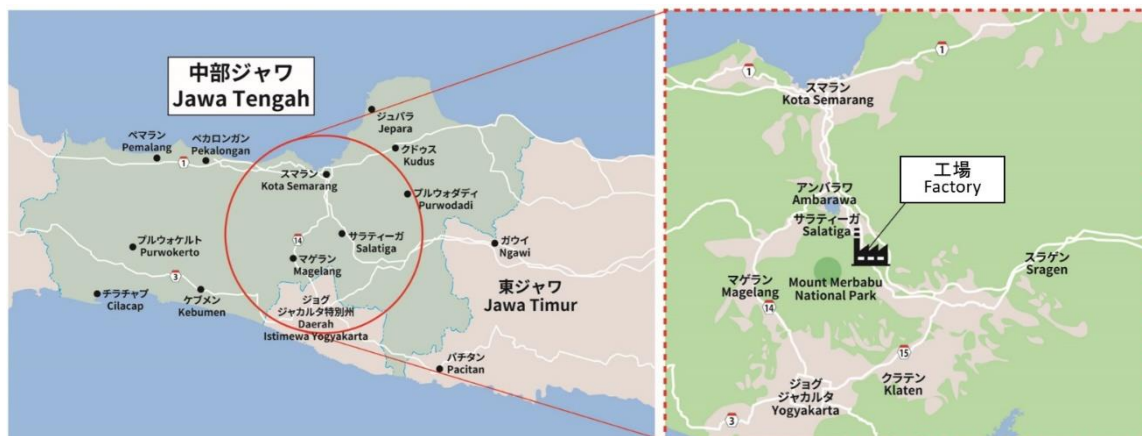 中部ジャワ
Jawa Tengah
ジュパラ
Jepara
ペマラン
Pemalang
ペカロンガン
Pekalongan
1
クドゥス
Kudus
スマラン
Kota Semarang
プルウォダディ
Purwodadi
プルウォケルト
Purwokerto
14
サラティーガ
Salatiga
ガウイ
Ngawi
マゲラン
Magelang
3
チラチャプ
Cilacap
ケブメン
Kebumen
ジョグ
ジャカルタ特別州
Daerah
Istimewa Yogyakarta
東ジャワ
Jawa Timur
パチタン
Pacitan
1
1
スマラン
Kota Semarang
工場
Factory
アンバラワ
Ambarawa
サラティーガ
Salatiga
スラゲン
Sragen
マゲラン
Magelang
Mount Merbabu
National Park
14
15
クラテン
Klaten
ジョグ
ジャカルタ
Yogyakarta
3